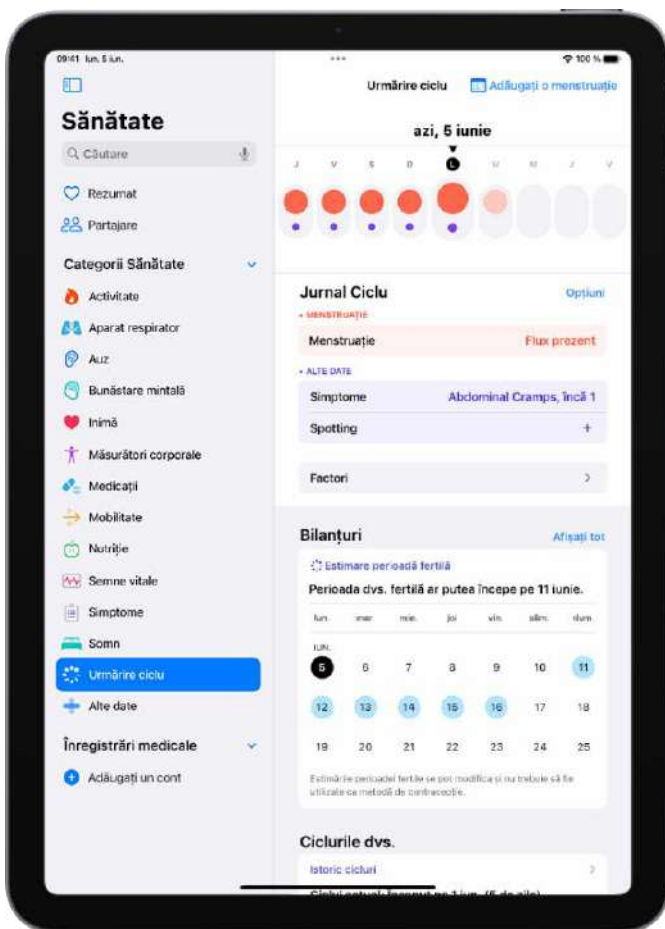 09:41 lun. 5 iun.
100 %
Urmărire ciclu
Adăugați o menstruație
Sănătate
azi, 5 iunie
Căutare
J V S D L M M J V
Rezumat
Partajare
Categorii Sănătate
Activitate
Aparat respirator
Auz
Bunăstare mintală
Inimă
Măsurători corporale
Medicații
Mobilitate
Nutriție
Semne vitale
Simptome
Somn
Urmărire ciclu
Alte date
Înregistrări medicale
Adăugați un cont
Jurnal Ciclu
Opțiuni
• MENSTRUAȚIE
Menstruație
Flux prezent
• ALTE DATE
Simptome
Abdominal Cramps, încă 1
Spotting +
Factori
Bilanțuri
Afișați tot
Estimare perioadă fertilă
Perioada dvs. fertilă ar putea începe pe 11 iunie.
lun. mar. mie. joi vin. sâm. dum.
IUN.
5 6 7 8 9 10 11
12 13 14 15 16 17 18
19 20 21 22 23 24 25
Estimările perioadei fertile se pot modifica și nu trebuie să fie
utilizate ca metodă de contracepție.
Ciclurile dvs.
Istoric cicluri